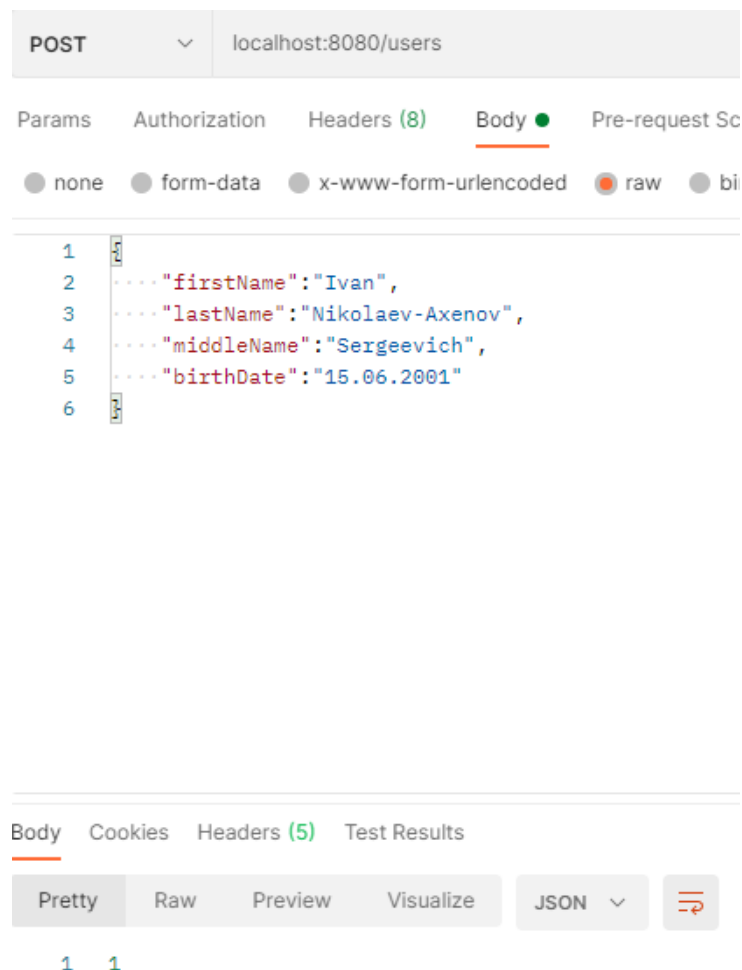 POST localhost:8080/users
Params Authorization Headers (8) Body Pre-request Sc
none form-data x-www-form-urlencoded raw bi
1 {
2 ····"firstName":"Ivan",
3 ····"lastName":"Nikolaev-Axenov",
4 ····"middleName":"Sergeevich",
5 ····"birthDate":"15.06.2001"
6 }
Body Cookies Headers (5) Test Results
Pretty Raw Preview Visualize JSON
1 1